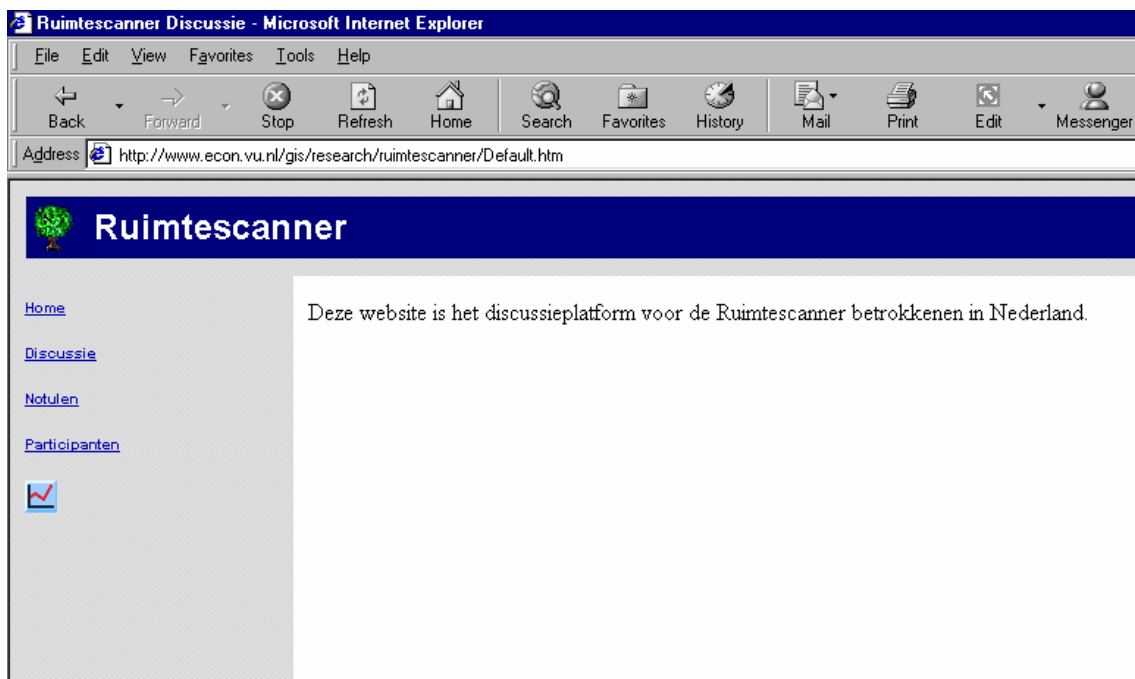 Ruimtescanner Discussie - Microsoft Internet Explorer
File Edit View Favorites Tools Help
Back Forward Stop Refresh Home Search Favorites History Mail Print Edit Messenger
Address http://www.econ.vu.nl/gis/research/ruimtescanner/Default.htm
Ruimtescanner
Home
Discussie
Notulen
Participanten
Deze website is het discussieplatform voor de Ruimtescanner betrokkenen in Nederland.